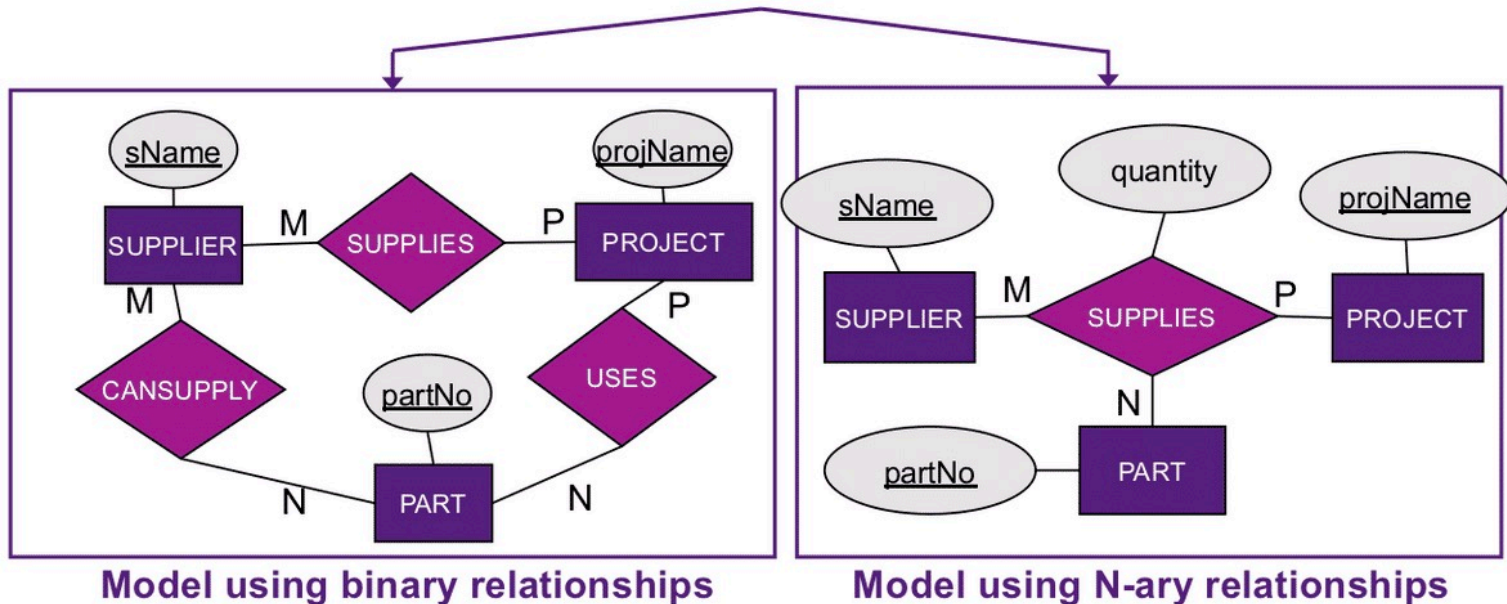 sName
projName
M
SUPPLIES
P
SUPPLIER
PROJECT
M
P
CANSUPPLY
partNo
USES
N
PART
N
Model using binary relationships
quantity
sName
projName
M
P
SUPPLIER
SUPPLIES
PROJECT
N
partNo
PART
Model using N-ary relationships